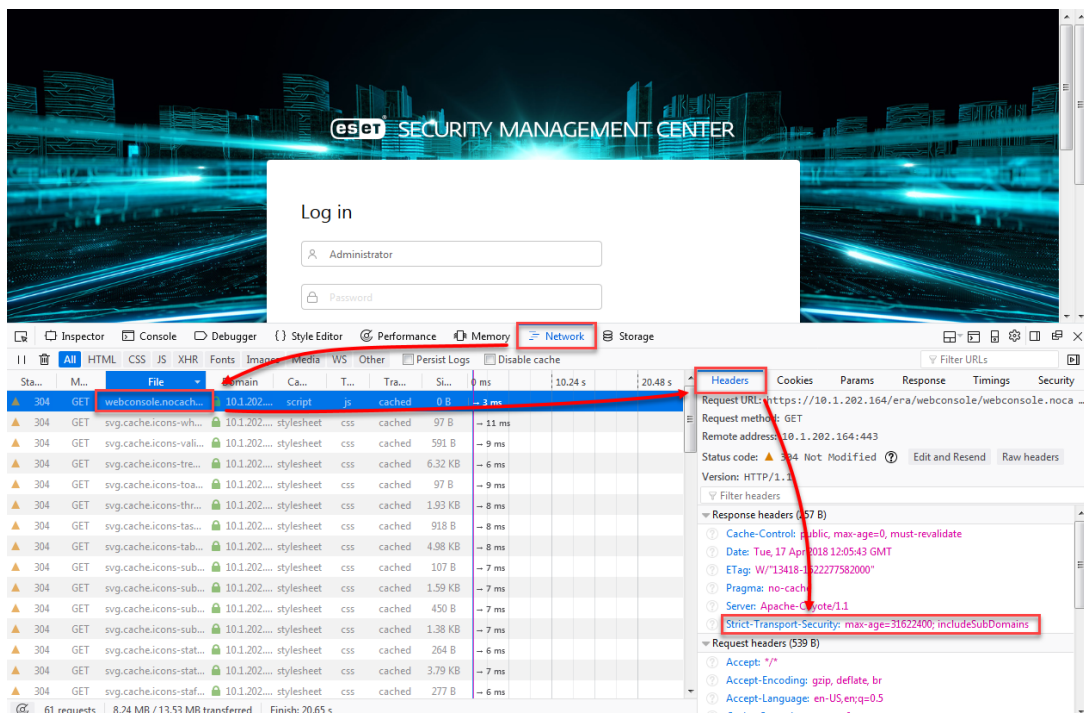 eset SECURITY MANAGEMENT CENTER
Log in
Administrator
Password
Inspector Console Debugger { } Style Editor Performance Memory Network Storage
All HTML CSS JS XHR Fonts Images Media WS Other Persist Logs Disable cache Filter URLs
Sta... M... File Domain Ca... T... Tra... Si... 0 ms 10.24 s 20.48 s Headers Cookies Params Response Timings Security
304 GET webconsole.nocach... 10.1.202.... script js cached 0 B → 3 ms
304 GET svg.cache.icons-wh... 10.1.202.... stylesheet css cached 97 B → 11 ms
304 GET svg.cache.icons-vali... 10.1.202.... stylesheet css cached 591 B → 9 ms
304 GET svg.cache.icons-tre... 10.1.202.... stylesheet css cached 6.32 KB → 6 ms
304 GET svg.cache.icons-toa... 10.1.202.... stylesheet css cached 97 B → 9 ms
304 GET svg.cache.icons-thr... 10.1.202.... stylesheet css cached 1.93 KB → 8 ms
304 GET svg.cache.icons-tas... 10.1.202.... stylesheet css cached 918 B → 8 ms
304 GET svg.cache.icons-tab... 10.1.202.... stylesheet css cached 4.98 KB → 8 ms
304 GET svg.cache.icons-sub... 10.1.202.... stylesheet css cached 107 B → 7 ms
304 GET svg.cache.icons-sub... 10.1.202.... stylesheet css cached 1.59 KB → 7 ms
304 GET svg.cache.icons-sub... 10.1.202.... stylesheet css cached 450 B → 7 ms
304 GET svg.cache.icons-sub... 10.1.202.... stylesheet css cached 1.38 KB → 7 ms
304 GET svg.cache.icons-stat... 10.1.202.... stylesheet css cached 264 B → 6 ms
304 GET svg.cache.icons-stat... 10.1.202.... stylesheet css cached 3.79 KB → 7 ms
304 GET svg.cache.icons-staf... 10.1.202.... stylesheet css cached 277 B → 6 ms
61 requests 8.24 MB / 13.53 MB transferred Finish: 20.65 s
Request URL: https://10.1.202.164/era/webconsole/webconsole.noca ...
Request method: GET
Remote address: 10.1.202.164:443
Status code: 304 Not Modified Edit and Resend Raw headers
Version: HTTP/1.1
Filter headers
Response headers (257 B)
Cache-Control: public, max-age=0, must-revalidate
Date: Tue, 17 Apr 2018 12:05:43 GMT
ETag: W/"13418-1522277582000"
Pragma: no-cache
Server: Apache-Coyote/1.1
Strict-Transport-Security: max-age=31622400; includeSubDomains
Request headers (539 B)
Accept: */*
Accept-Encoding: gzip, deflate, br
Accept-Language: en-US,en;q=0.5